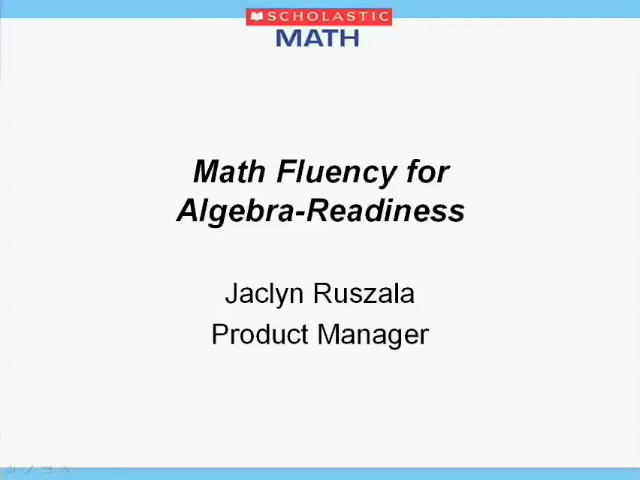 SCHOLASTIC
MATH
Math Fluency for
Algebra-Readiness
Jaclyn Ruszala
Product Manager